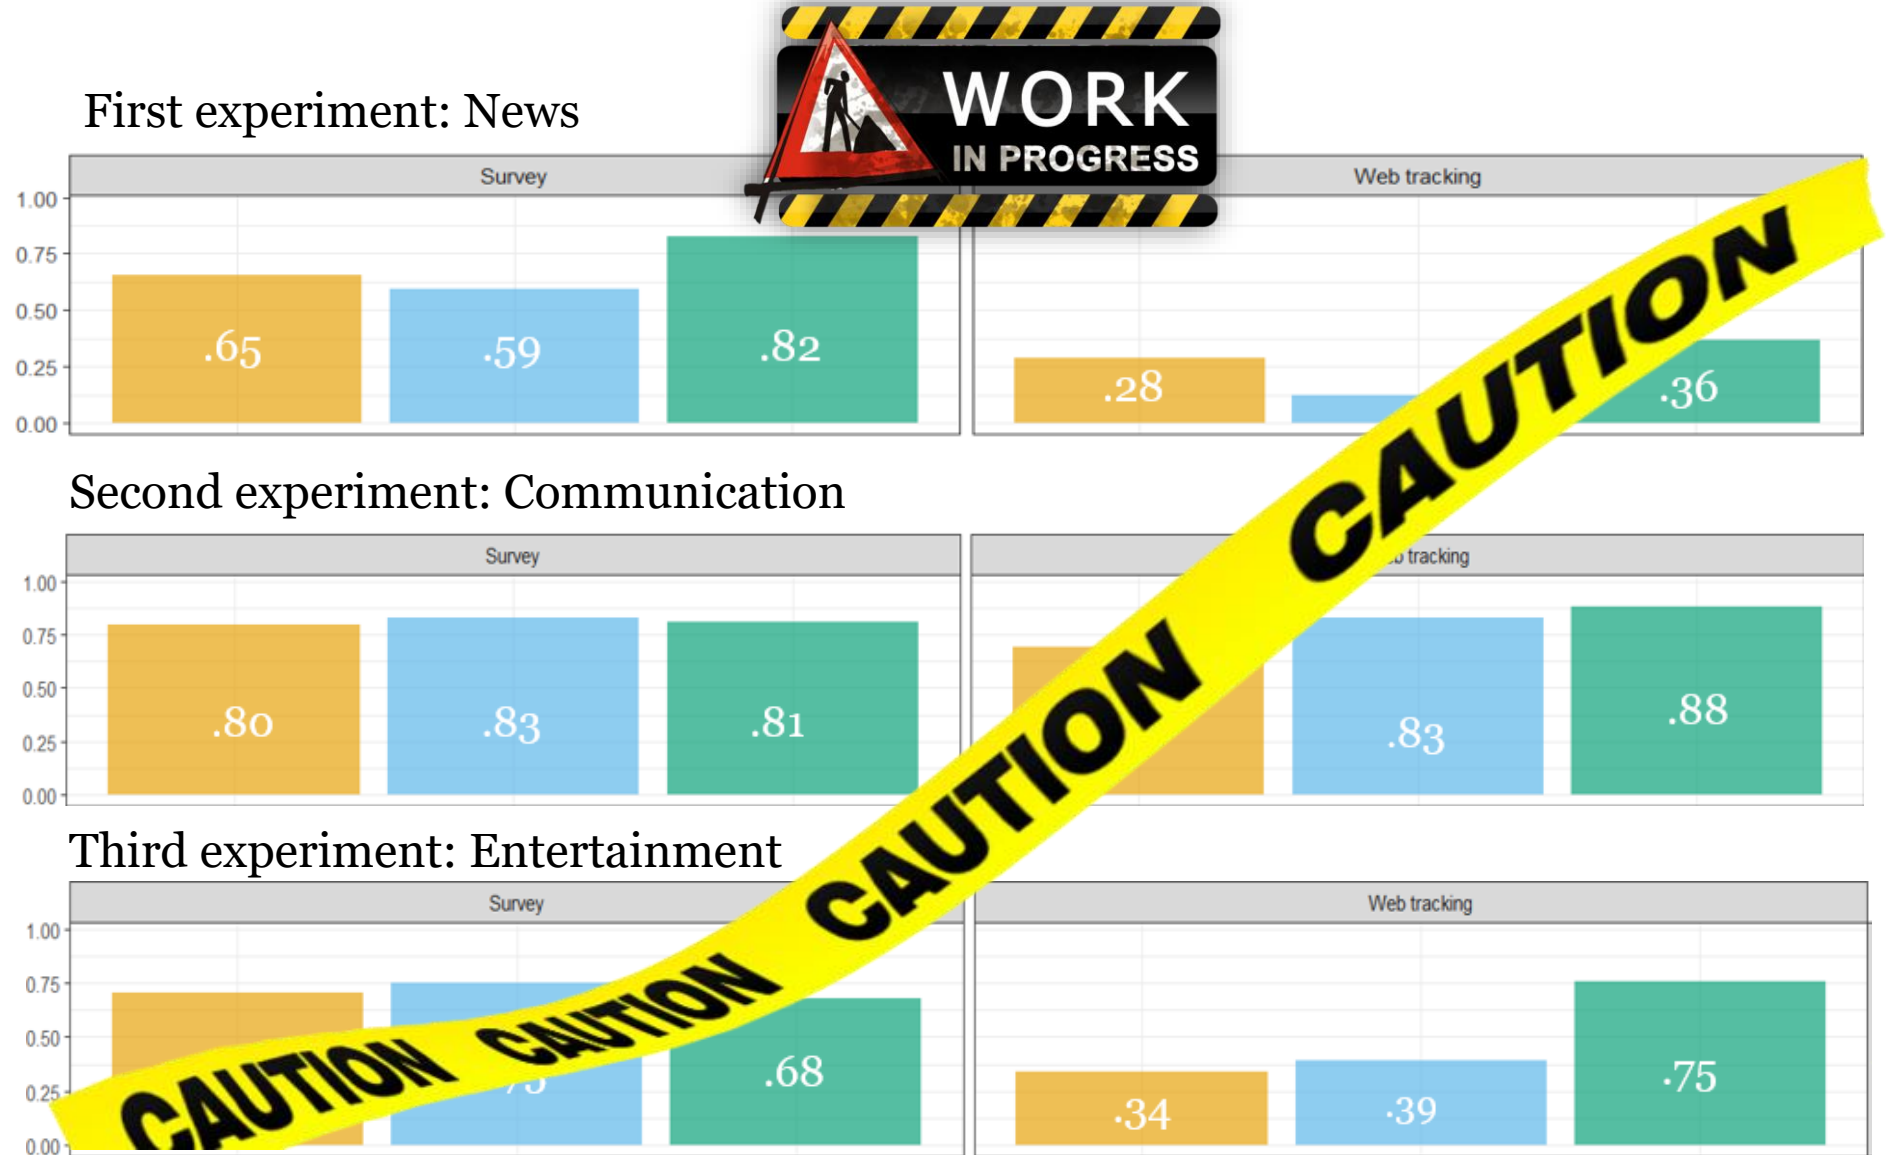 WORK
IN PROGRESS
First experiment: News
Survey
Web tracking
1.00
0.75
0.50
0.25
0.00
.65
.59
.82
.28
.36
Second experiment: Communication
Survey
tracking
1.00
0.75
0.50
0.25
0.00
.80
.83
.81
.83
.88
Third experiment: Entertainment
Survey
Web tracking
1.00
0.75
0.50
0.25
0.00
.68
.34
.39
.75
CAUTION CAUTION CAUTION CAUTION CAUTION